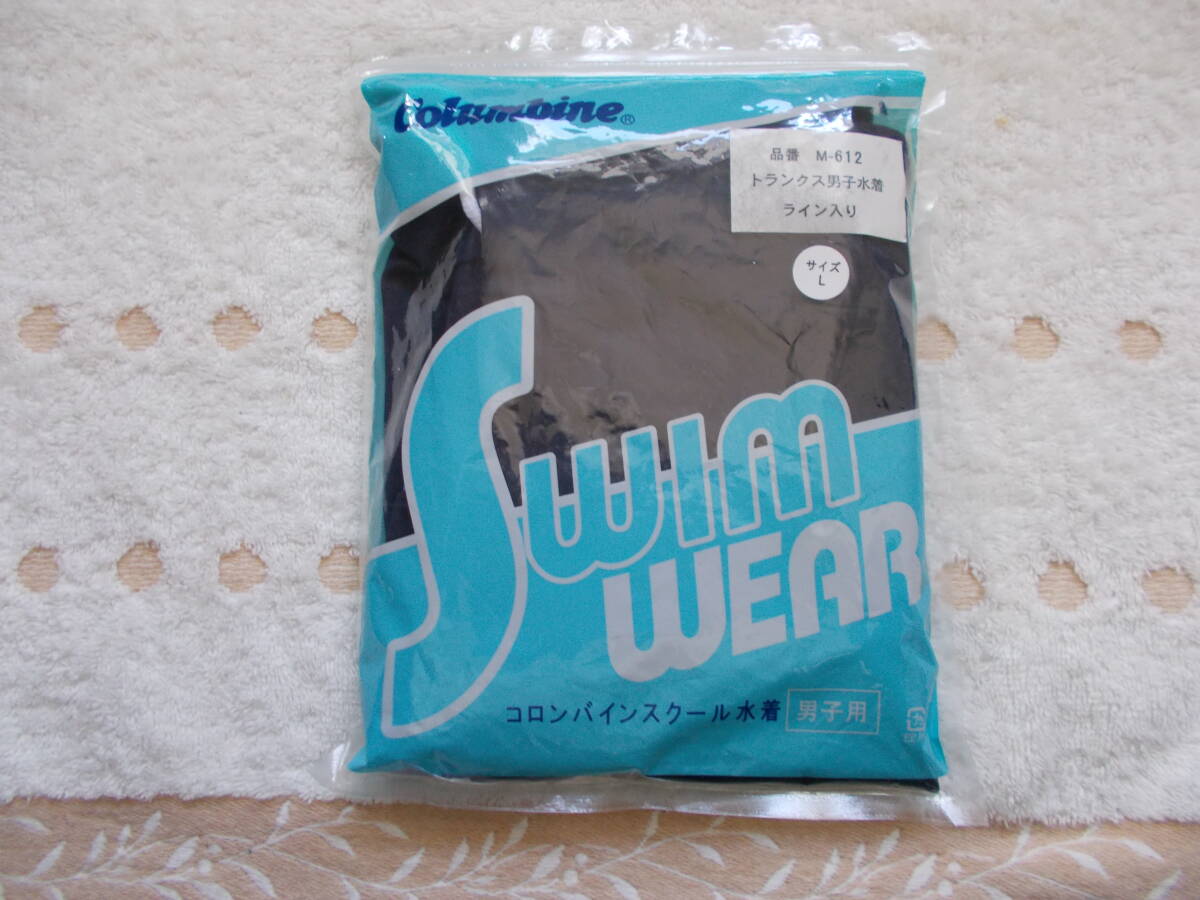 Columbine®
品番 M-612
トランクス男子水着
ライン入り
サイズ
L
SWIM
WEAR
コロンバインスクール水着 男子用